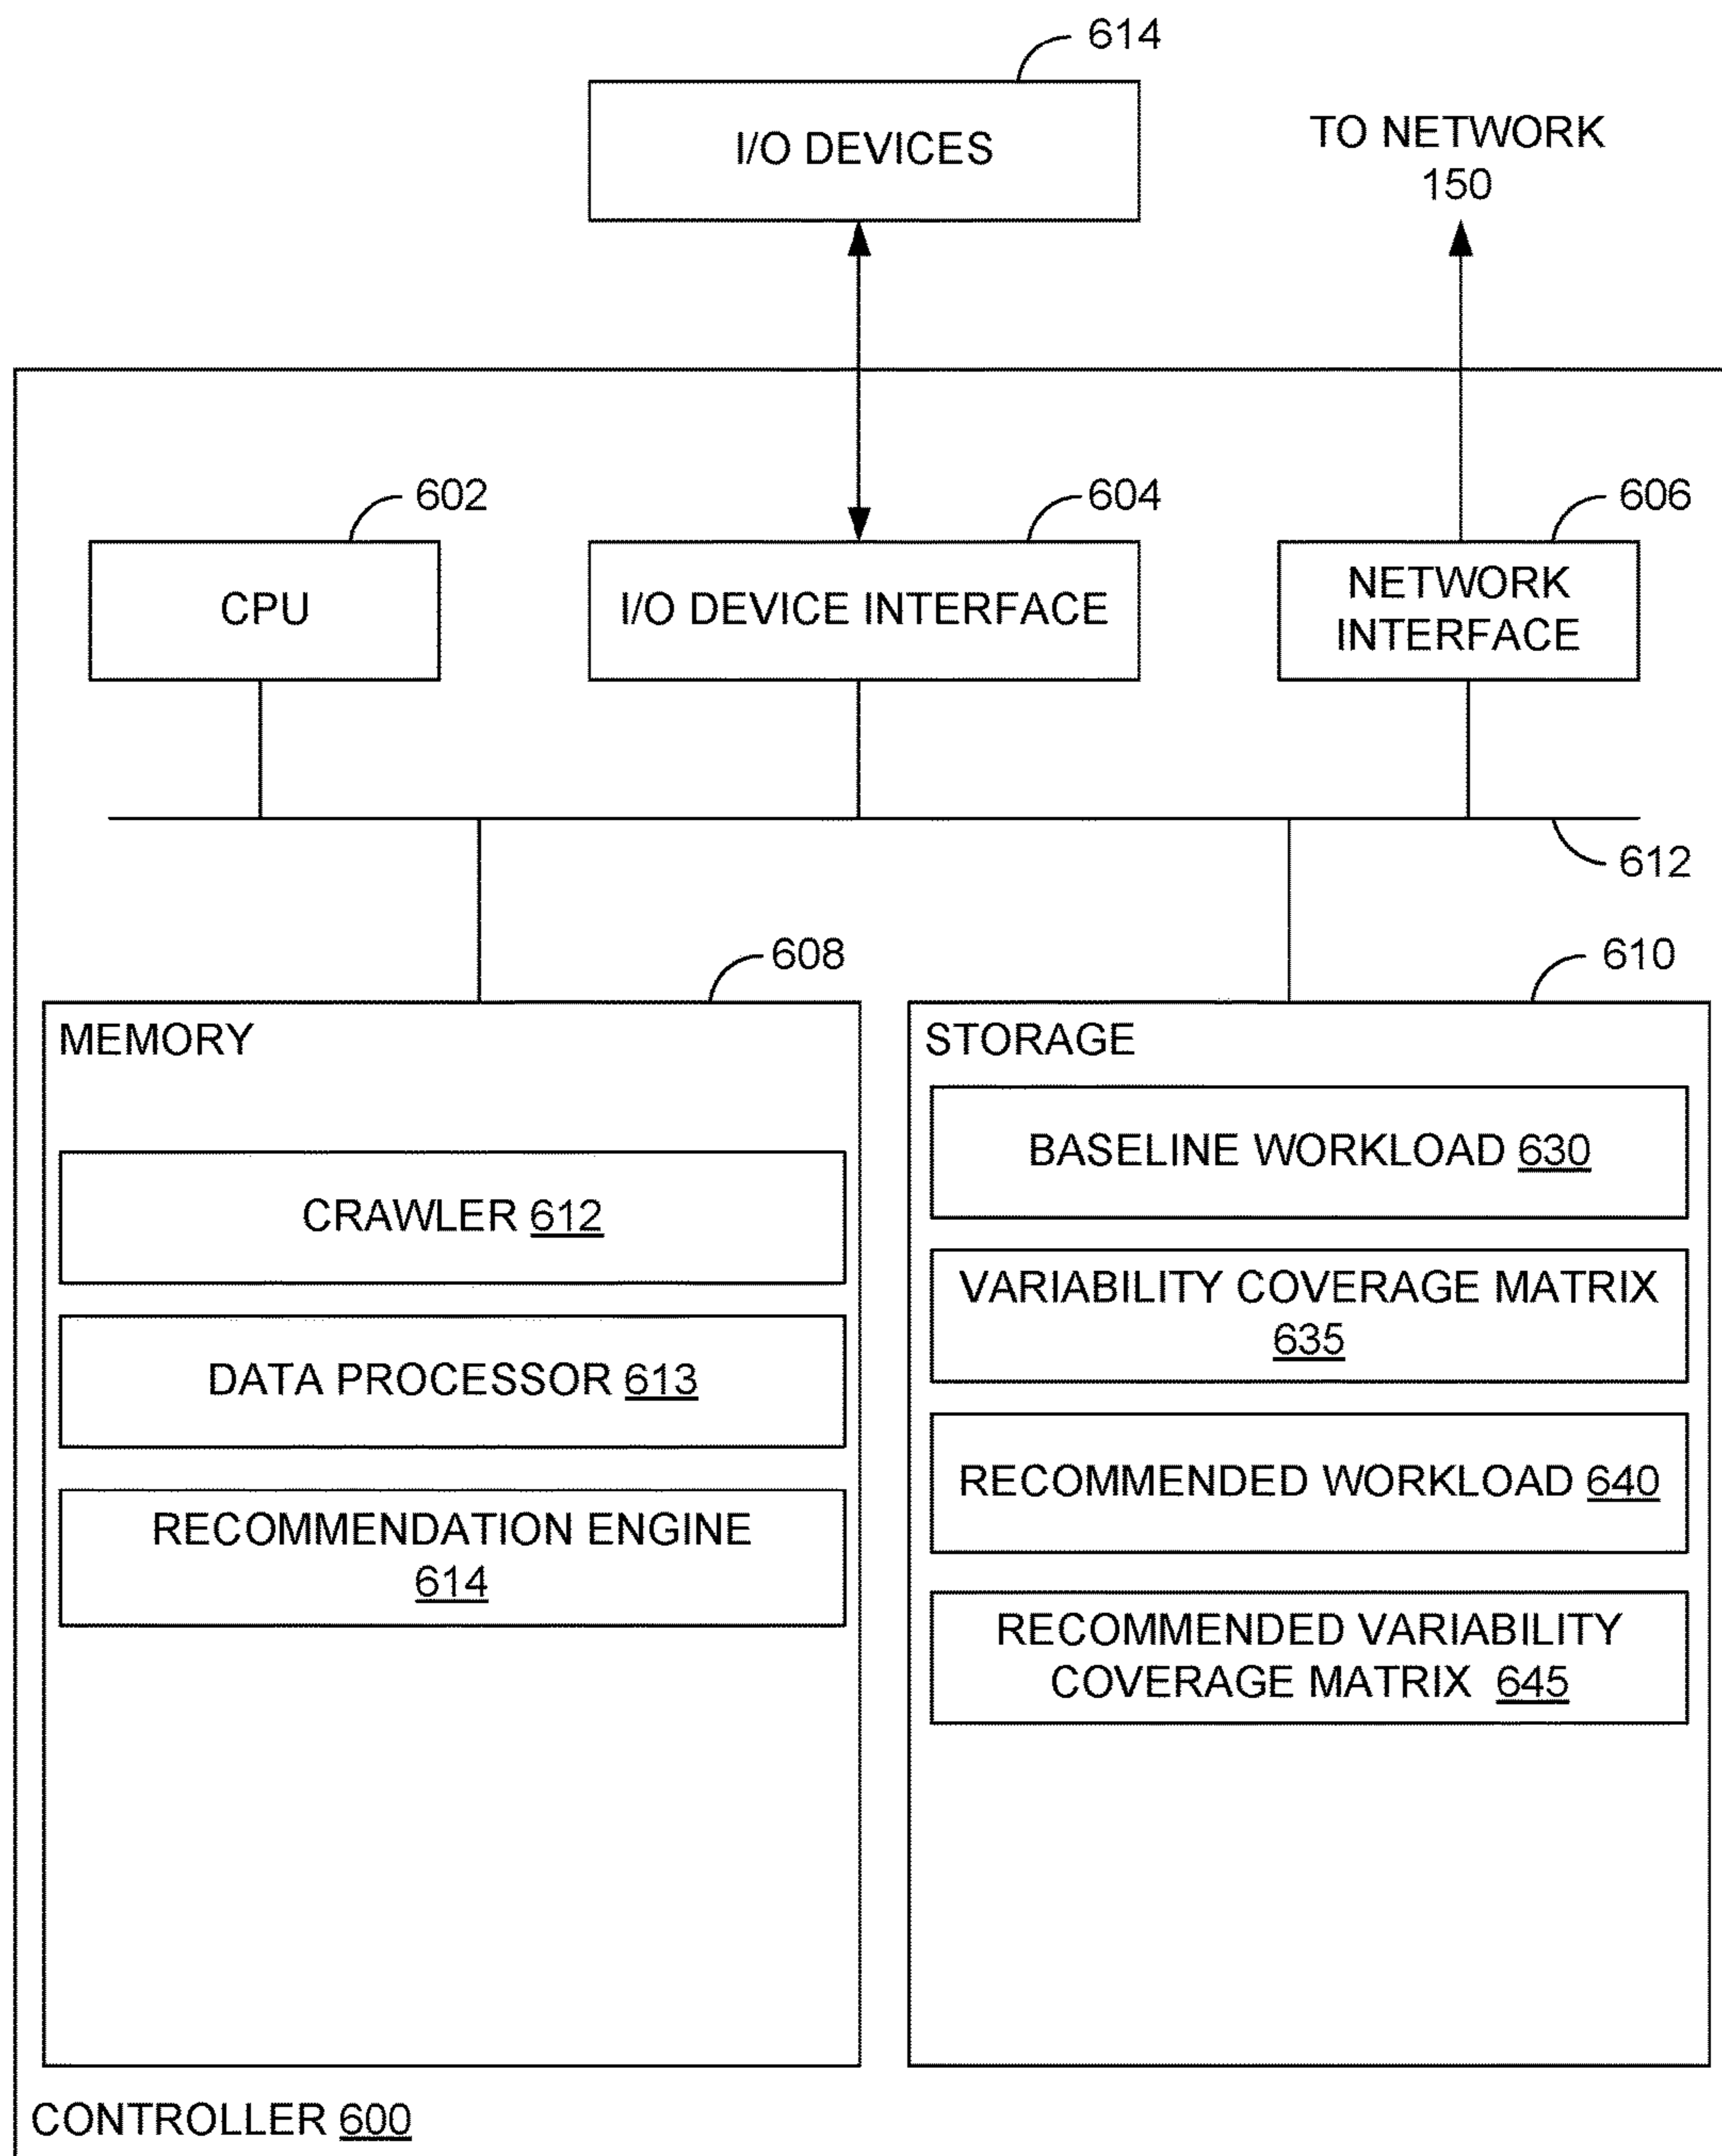 614
I/O DEVICES
TO NETWORK
150
602
604
606
CPU
I/O DEVICE INTERFACE
NETWORK
INTERFACE
612
608
610
MEMORY
CRAWLER 612
DATA PROCESSOR 613
RECOMMENDATION ENGINE
614
STORAGE
BASELINE WORKLOAD 630
VARIABILITY COVERAGE MATRIX
635
RECOMMENDED WORKLOAD 640
RECOMMENDED VARIABILITY
COVERAGE MATRIX 645
CONTROLLER 600